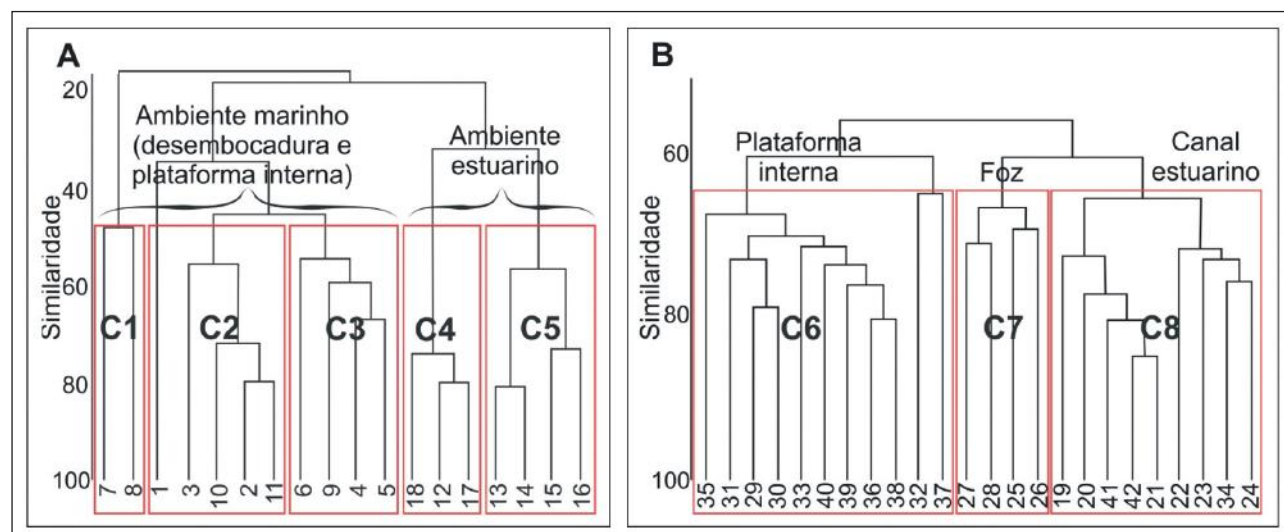 A
20
40
60
80
100
Similaridade
Ambiente marinho
(desembocadura e
plataforma interna)
Ambiente
estuarino
C1
C2
C3
C4
C5
7 8 1 3 10 2 11 6 9 4 5 18 12 17 13 14 15 16
B
60
80
100
Similaridade
Plataforma
interna
Foz
Canal
estuarino
C6
C7
C8
35 31 29 30 33 40 39 36 38 32 37 27 28 25 26 19 20 41 42 21 22 23 34 24